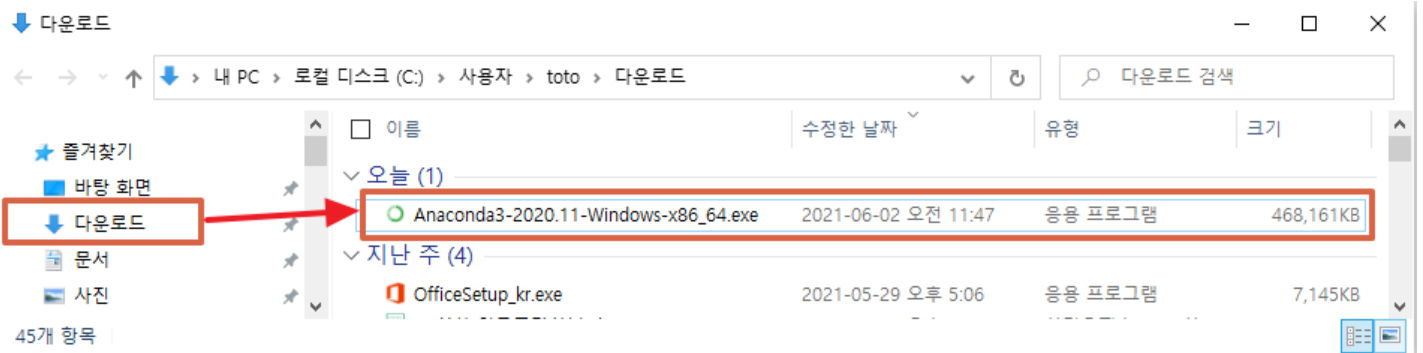 다운로드
내 PC > 로컬 디스크 (C:) > 사용자 > toto > 다운로드
다운로드 검색
이름 수정한 날짜 유형 크기
즐겨찾기
바탕 화면
다운로드
문서
사진
오늘 (1)
Anaconda3-2020.11-Windows-x86_64.exe 2021-06-02 오전 11:47 응용 프로그램 468,161KB
지난 주 (4)
OfficeSetup_kr.exe 2021-05-29 오후 5:06 응용 프로그램 7,145KB
45개 항목